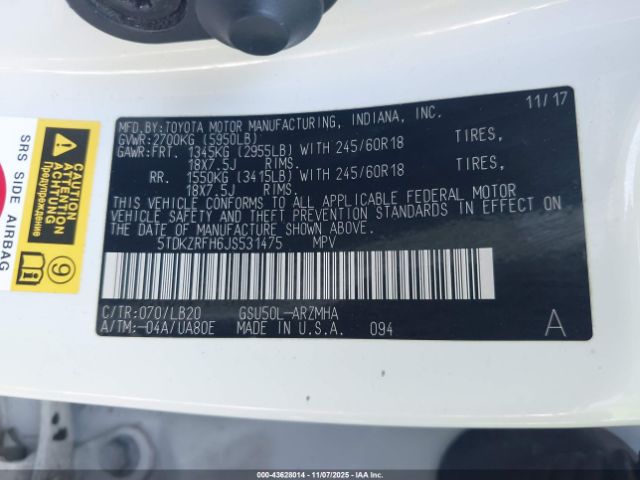 11/17
MFD.BY:TOYOTA MOTOR MANUFACTURING, INDIANA, INC.
GVWR:2700KG (5950LB)
GAWR:FRT. 1345KG (2955LB) WITH 245/60R18 TIRES,
18X7.5J RIMS.
RR. 1550KG (3415LB) WITH 245/60R18 TIRES,
18X7.5J RIMS.
THIS VEHICLE CONFORMS TO ALL APPLICABLE FEDERAL MOTOR
VEHICLE SAFETY AND THEFT PREVENTION STANDARDS IN EFFECT ON
THE DATE OF MANUFACTURE SHOWN ABOVE.
5TDKZRFH6JS531475 MPV
C/TR:070/LB20 GSU50L-ARZMHA
A/TM:-04A/UA80E MADE IN U.S.A. 094 A
SRS SIDE AIRBAG
CAUTION
ATTENTION
Предупреждение
i
9
000-43628014 - 11/07/2025 - IAAI.COM